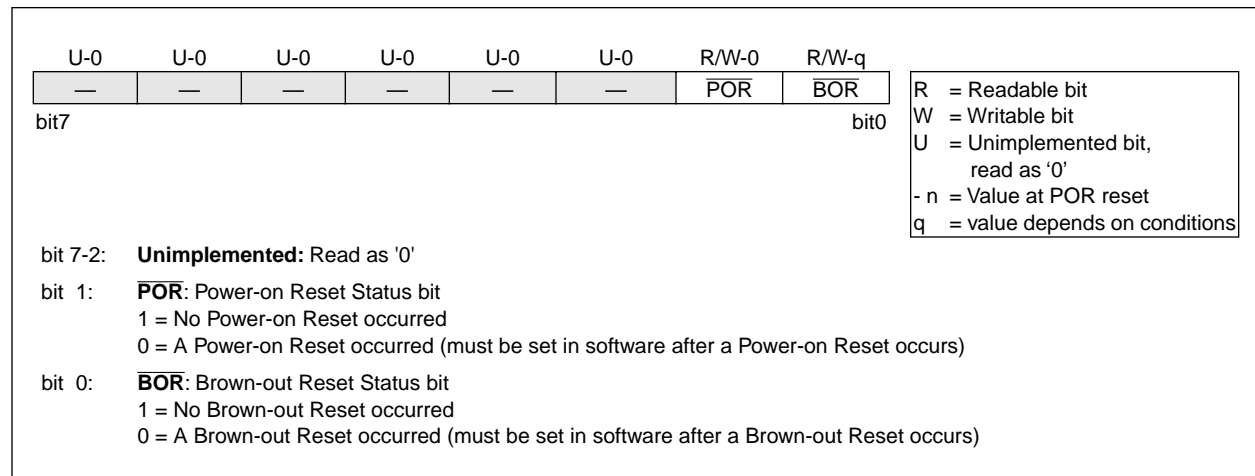 U-0 U-0 U-0 U-0 U-0 U-0 R/W-0 R/W-q
— — — — — — P̅O̅R̅ B̅O̅R̅
bit7 bit0
R = Readable bit
W = Writable bit
U = Unimplemented bit,
read as ‘0’
- n = Value at POR reset
q = value depends on conditions
bit 7-2: Unimplemented: Read as '0'
bit 1: P̅O̅R̅: Power-on Reset Status bit
1 = No Power-on Reset occurred
0 = A Power-on Reset occurred (must be set in software after a Power-on Reset occurs)
bit 0: B̅O̅R̅: Brown-out Reset Status bit
1 = No Brown-out Reset occurred
0 = A Brown-out Reset occurred (must be set in software after a Brown-out Reset occurs)